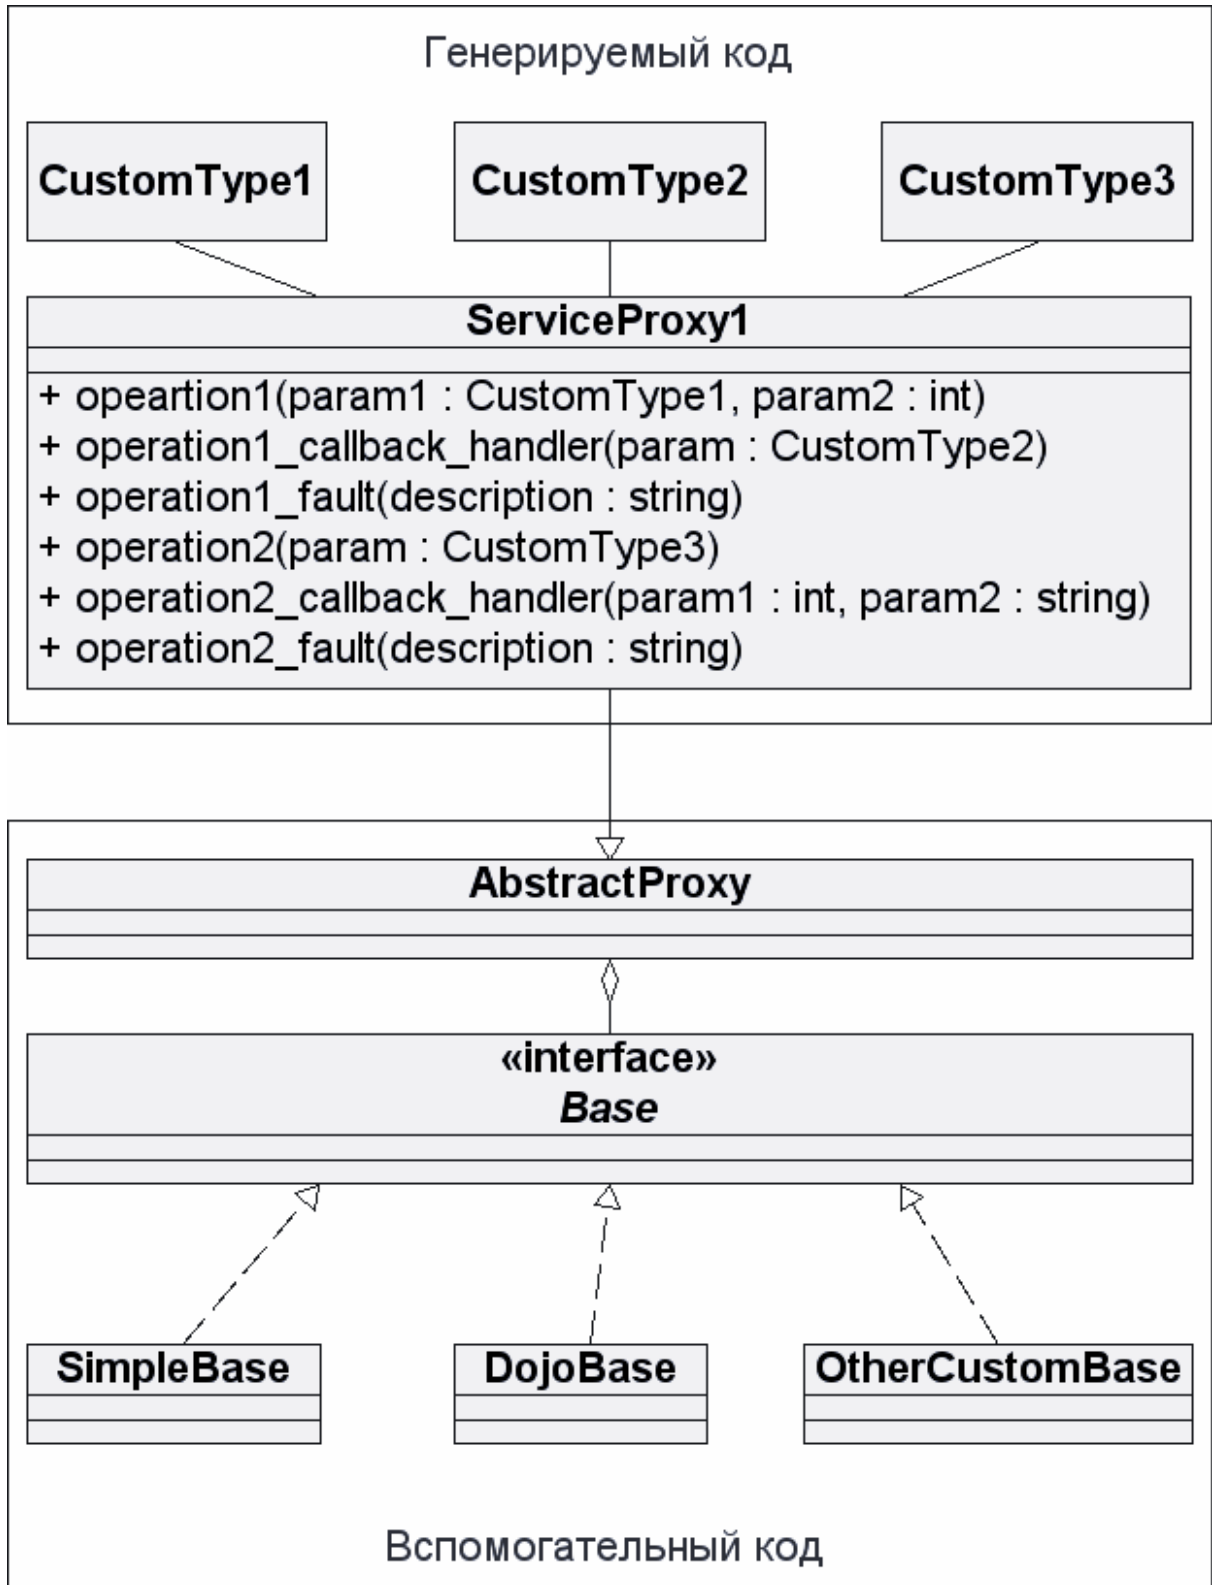 Генерируемый код
CustomType1 CustomType2 CustomType3
ServiceProxy1
+ opeartion1(param1 : CustomType1, param2 : int)
+ operation1_callback_handler(param : CustomType2)
+ operation1_fault(description : string)
+ operation2(param : CustomType3)
+ operation2_callback_handler(param1 : int, param2 : string)
+ operation2_fault(description : string)
AbstractProxy
«interface»
Base
SimpleBase DojoBase OtherCustomBase
Вспомогательный код